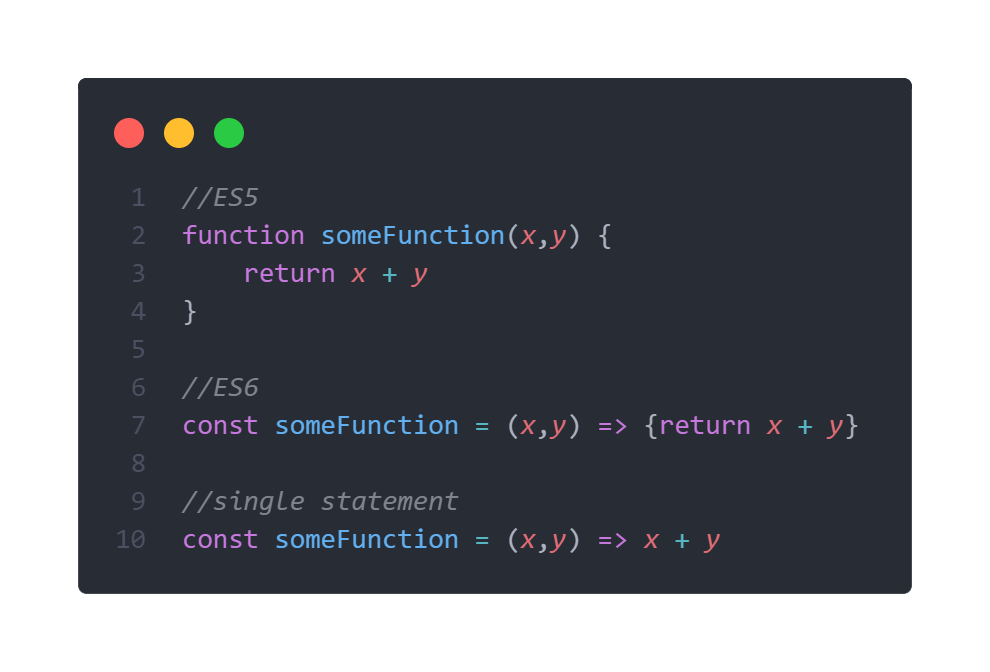 1 //ES5
2 function someFunction(x,y) {
3     return x + y
4 }
5
6 //ES6
7 const someFunction = (x,y) => {return x + y}
8
9 //single statement
10 const someFunction = (x,y) => x + y